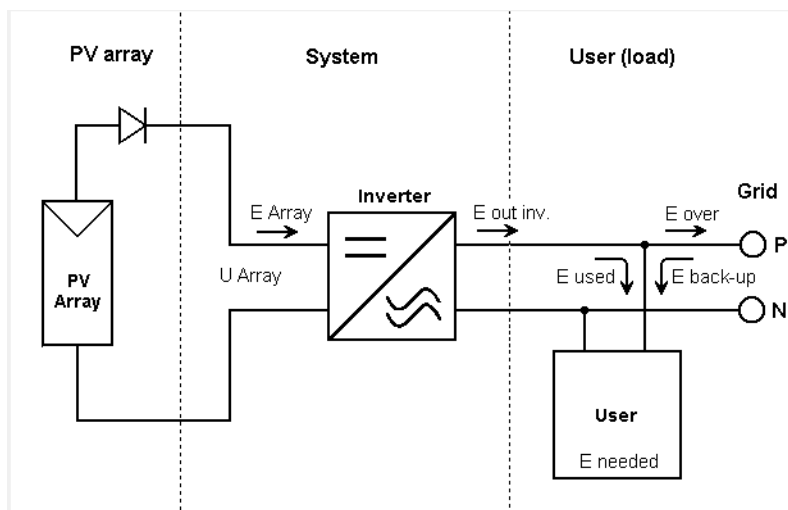 PV array
System
User (load)
Inverter
Grid
E Array
E out inv.
E over
P
PV
Array
U Array
E used
E back-up
N
User
E needed